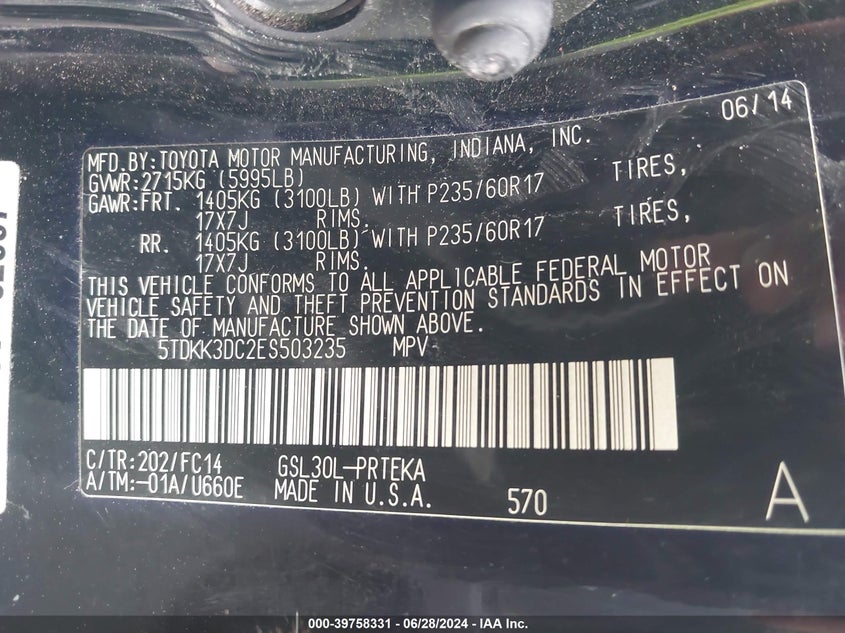 06/14
MFD. BY: TOYOTA MOTOR MANUFACTURING, INDIANA, INC.
GVWR: 2715KG (5995LB)
GAWR: FRT. 1405KG (3100LB) WITH P235/60R17 TIRES,
17X7J RIMS.
RR. 1405KG (3100LB) WITH P235/60R17 TIRES,
17X7J RIMS.
THIS VEHICLE CONFORMS TO ALL APPLICABLE FEDERAL MOTOR
VEHICLE SAFETY AND THEFT PREVENTION STANDARDS IN EFFECT ON
THE DATE OF MANUFACTURE SHOWN ABOVE.
5TDKK3DC2ES503235 MPV
C/TR: 202/FC14 GSL30L-PRTEKA
A/TM: -01A/U660E MADE IN U.S.A. 570 A
000-39758331 - 06/28/2024 - IAA Inc.